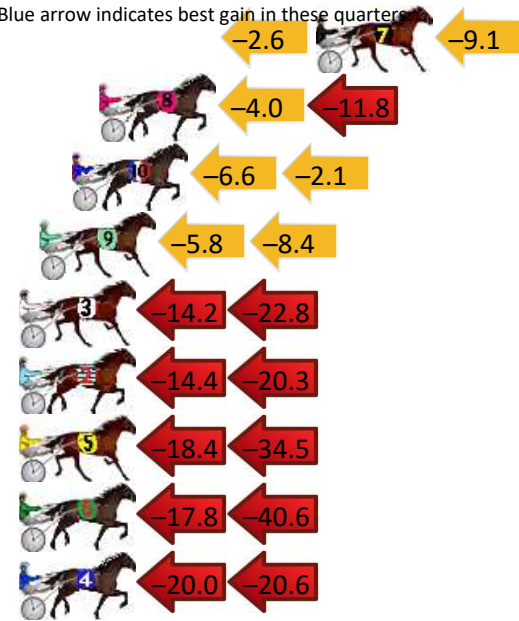 Blue arrow indicates best gain in these quarters
–2.6 7 –9.1
8 –4.0 –11.8
10 –6.6 –2.1
9 –5.8 –8.4
3 –14.2 –22.8
–14.4 –20.3
5 –18.4 –34.5
–17.8 –40.6
4 –20.0 –20.6